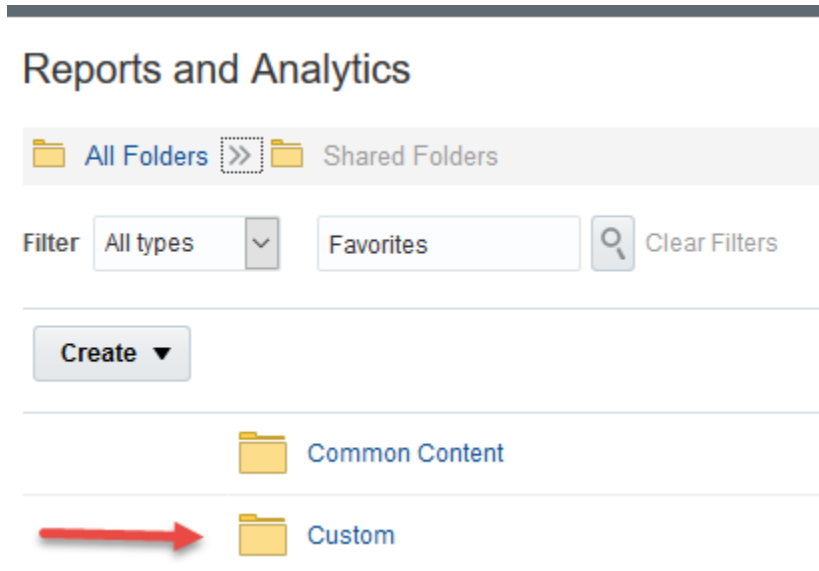 Reports and Analytics
All Folders Shared Folders
Filter All types Favorites Clear Filters
Create
Common Content
Custom